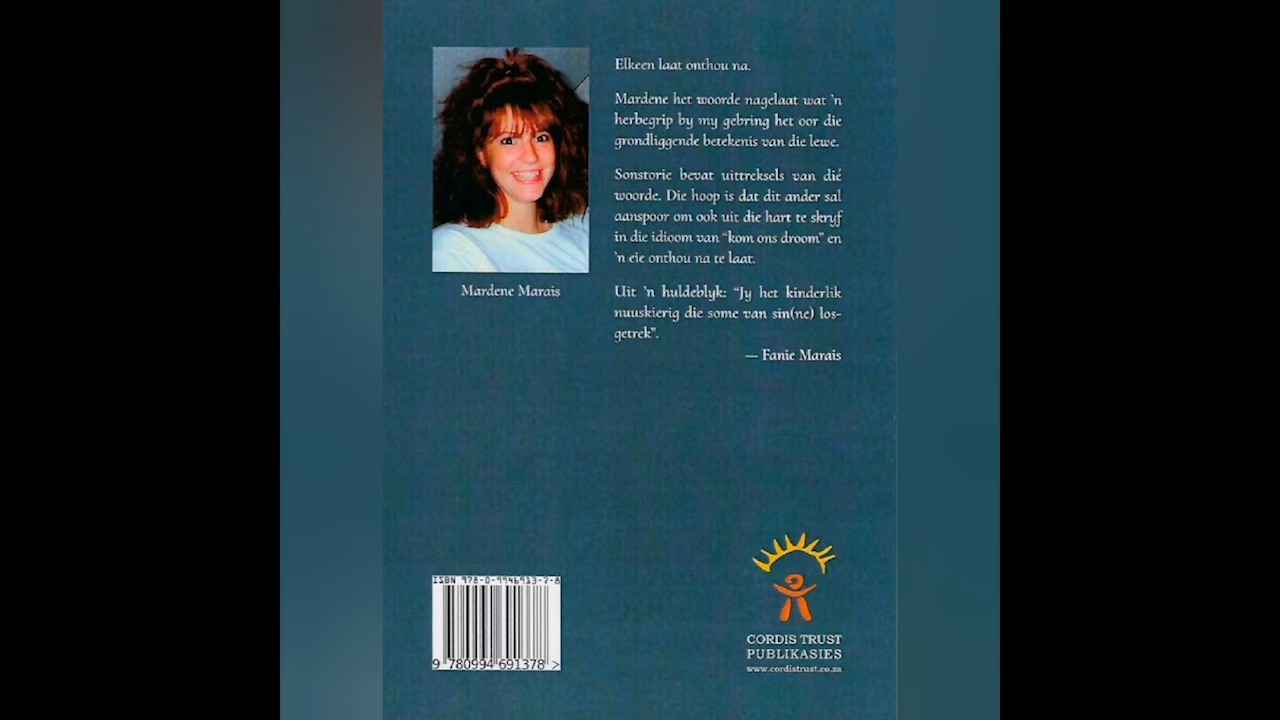 Elkeen laat onthou na.
Mardene het woorde nagelaat wat 'n
herbegrip by my gebring het oor die
grondliggende betekenis van die lewe.
Sonstorie bevat uittreksels van dié
woorde. Die hoop is dat dit ander sal
aanspoor om ook uit die hart te skryf
in die idioom van “kom ons droom” en
'n eie onthou na te laat.
Uit 'n huldeblyk: “Jy het kinderlik
nuuskierig die some van sin(ne) los-
getrek”.
— Fanie Marais
Mardene Marais
ISBN 978-0-9946913-7-8
9 780994 691378 >
CORDIS TRUST
PUBLIKASIES
www.cordistrust.co.za